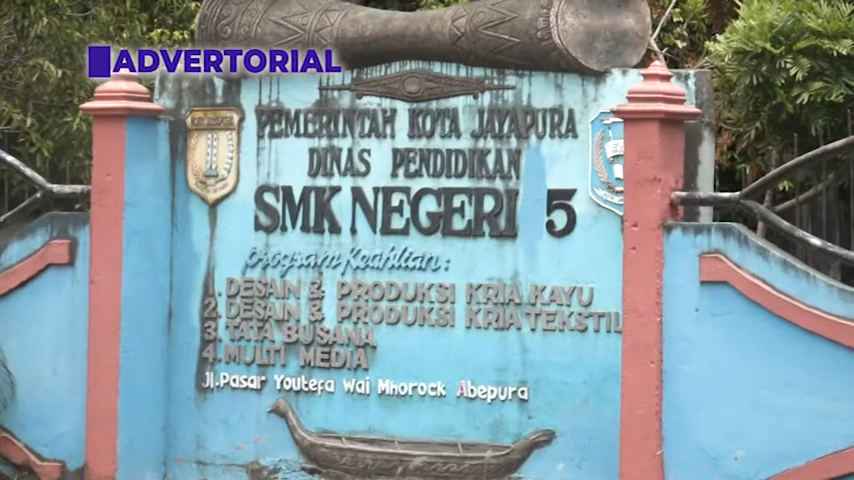 ADVERTORIAL
PEMERINTAH KOTA JAYAPURA
DINAS PENDIDIKAN
SMK NEGERI 5
Program Keahlian :
1. DESAIN & PRODUKSI KRIA KAYU
2. DESAIN & PRODUKSI KRIA TEKSTIL
3. TATA BUSANA
4. MULTI MEDIA
Jl.Pasar Youtefa Wai Mhorock Abepura